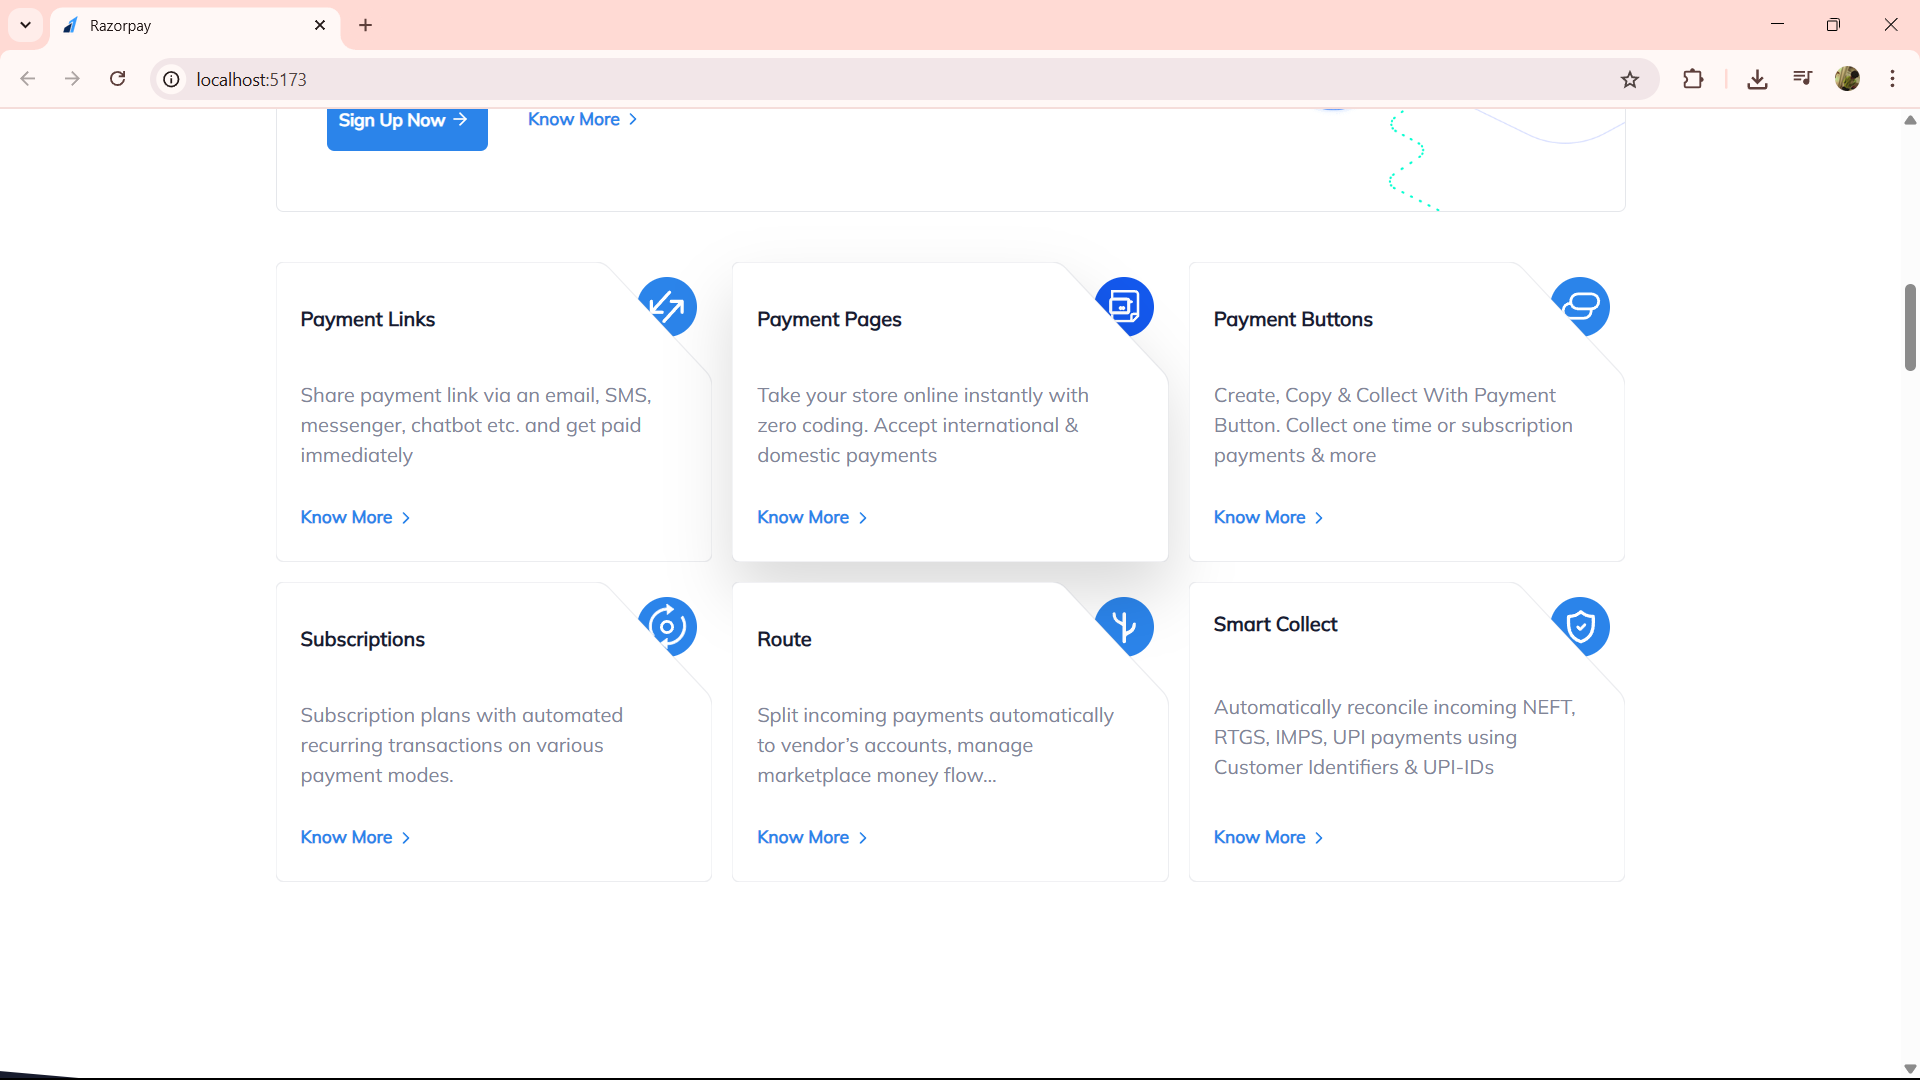 Razorpay
localhost:5173
Sign Up Now
Know More
Payment Links
Share payment link via an email, SMS,
messenger, chatbot etc. and get paid
immediately
Know More
Payment Pages
Take your store online instantly with
zero coding. Accept international &
domestic payments
Know More
Payment Buttons
Create, Copy & Collect With Payment
Button. Collect one time or subscription
payments & more
Know More
Subscriptions
Subscription plans with automated
recurring transactions on various
payment modes.
Know More
Route
Split incoming payments automatically
to vendor’s accounts, manage
marketplace money flow...
Know More
Smart Collect
Automatically reconcile incoming NEFT,
RTGS, IMPS, UPI payments using
Customer Identifiers & UPI-IDs
Know More